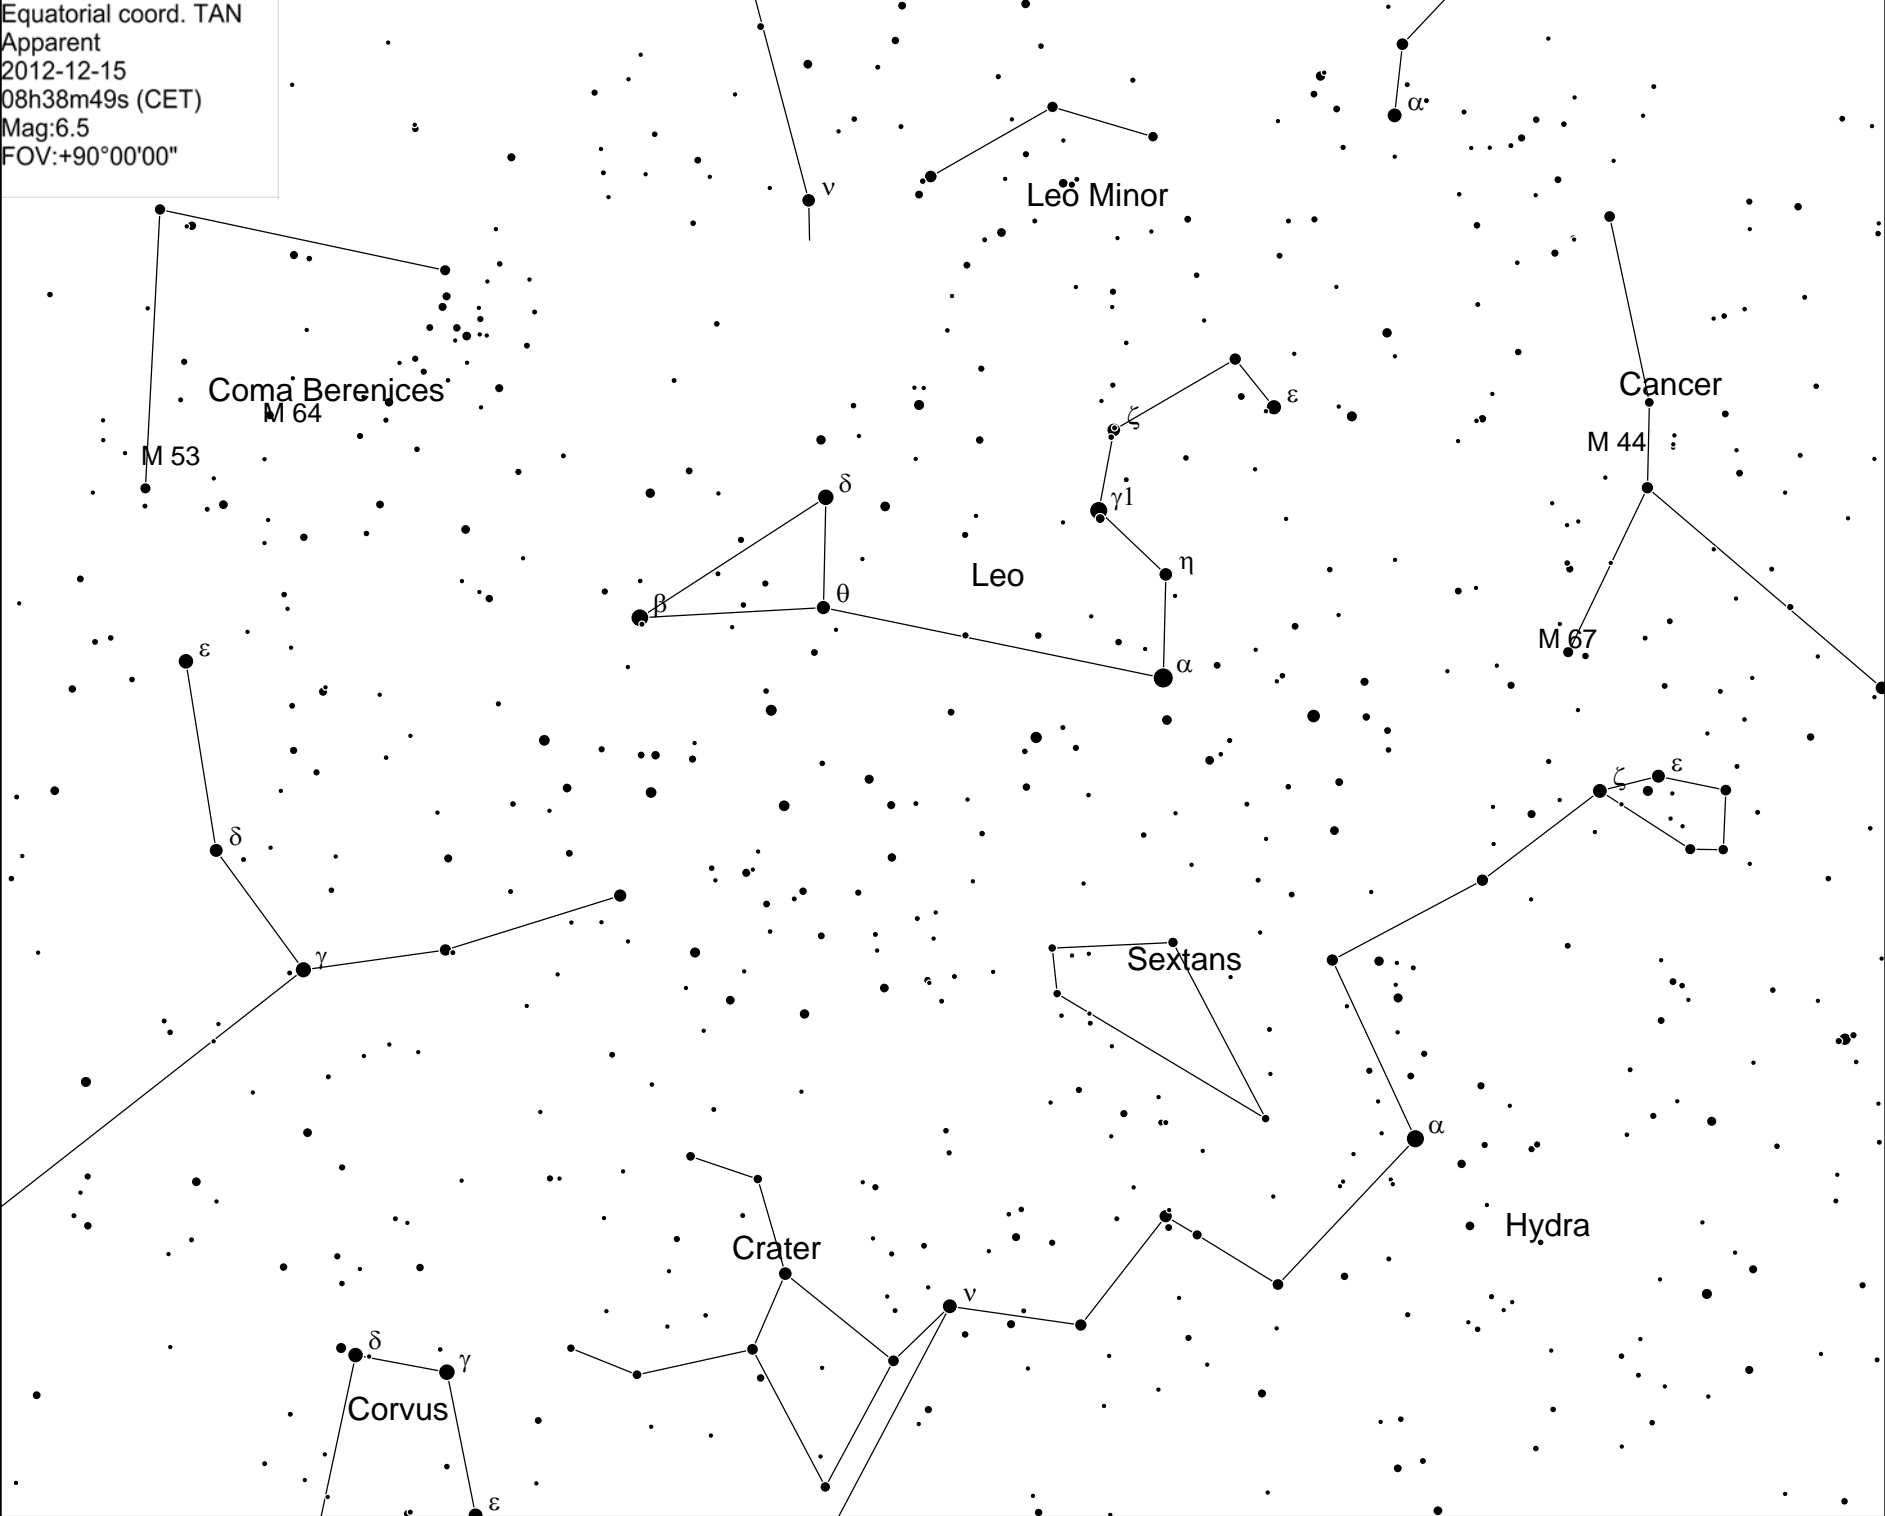 Equatorial coord. TAN
Apparent
2012-12-15
08h38m49s (CET)
Mag:6.5
FOV:+90°00'00"
α
ν
Leo Minor
Coma Berenices
M 64
Cancer
ε
ζ
M 44
M 53
δ
γ1
η
Leo
β
θ
M 67
ε
α
ζ
ε
δ
γ
Sextans
α
Hydra
Crater
ν
δ
γ
Corvus
ε